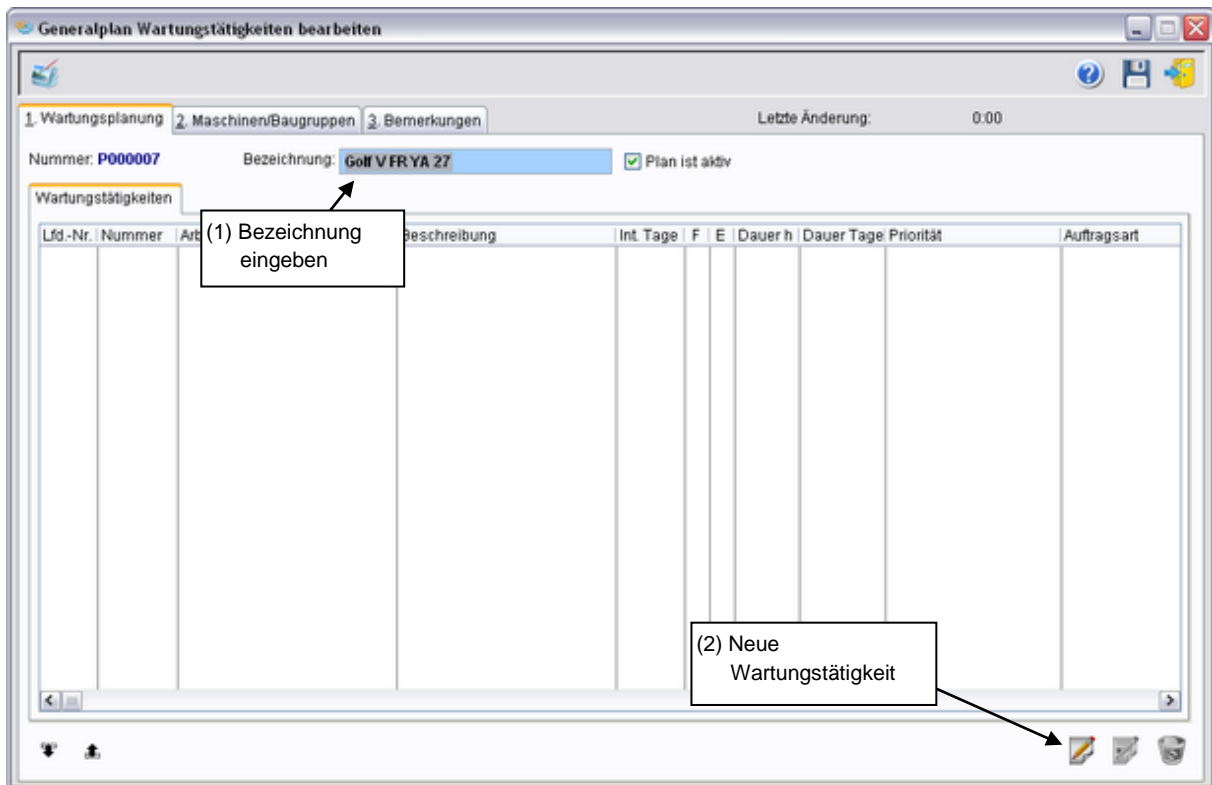 Generalplan Wartungstätigkeiten bearbeiten
1. Wartungsplanung 2. Maschinen/Baugruppen 3. Bemerkungen Letzte Änderung: 0:00
Nummer: P000007 Bezeichnung: Golf V FR YA 27 Plan ist aktiv
Wartungstätigkeiten
Lfd.-Nr. Nummer Beschreibung Int. Tage F E Dauer h Dauer Tage Priorität Auftragsart
(1) Bezeichnung
eingeben
(2) Neue
Wartungstätigkeit